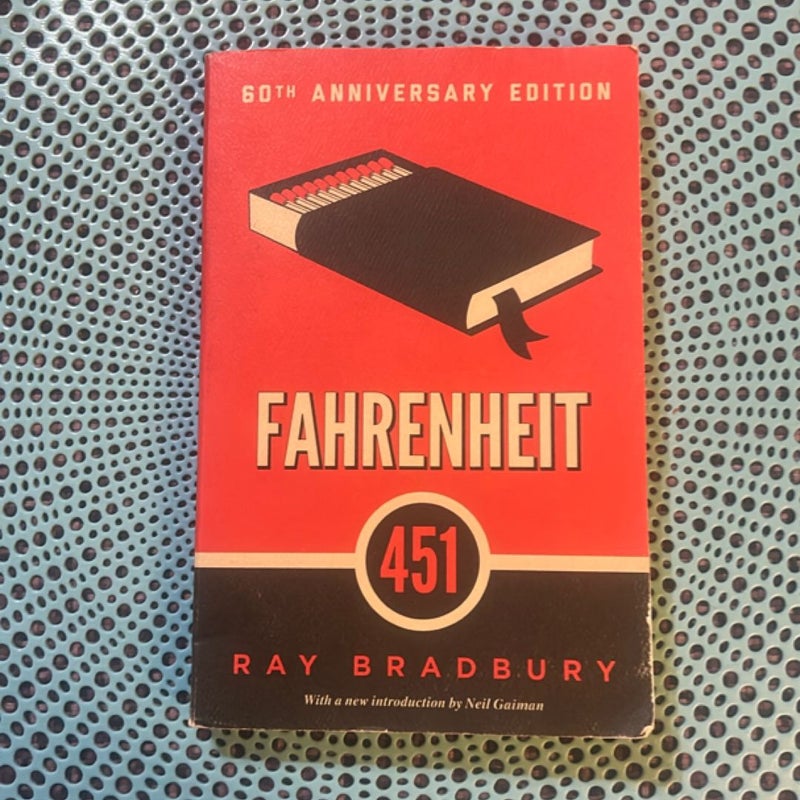 60TH ANNIVERSARY EDITION
FAHRENHEIT
451
RAY BRADBURY
With a new introduction by Neil Gaiman